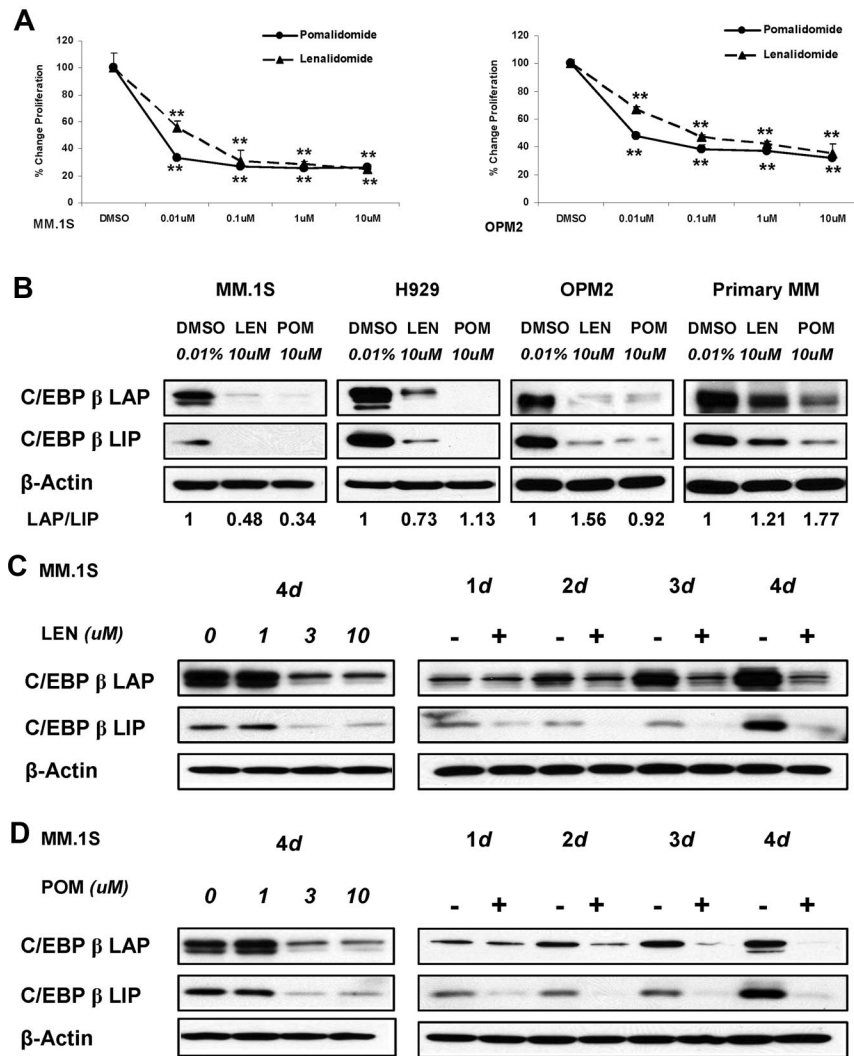 A
Pomalidomide
Lenalidomide
% Change Proliferation
120
100
80
60
40
20
0
** ** ** **
** ** ** **
DMSO 0.01uM 0.1uM 1uM 10uM
MM.1S
Pomalidomide
Lenalidomide
% Change Proliferation
120
100
80
60
40
20
0
** ** ** **
** ** ** **
DMSO 0.01uM 0.1uM 1uM 10uM
OPM2
B
MM.1S H929 OPM2 Primary MM
DMSO LEN POM DMSO LEN POM DMSO LEN POM DMSO LEN POM
0.01% 10uM 10uM 0.01% 10uM 10uM 0.01% 10uM 10uM 0.01% 10uM 10uM
C/EBP β LAP
C/EBP β LIP
β-Actin
LAP/LIP 1 0.48 0.34 1 0.73 1.13 1 1.56 0.92 1 1.21 1.77
C MM.1S
4d 1d 2d 3d 4d
LEN (uM) 0 1 3 10 - + - + - + - +
C/EBP β LAP
C/EBP β LIP
β-Actin
D MM.1S
4d 1d 2d 3d 4d
POM (uM) 0 1 3 10 - + - + - + - +
C/EBP β LAP
C/EBP β LIP
β-Actin